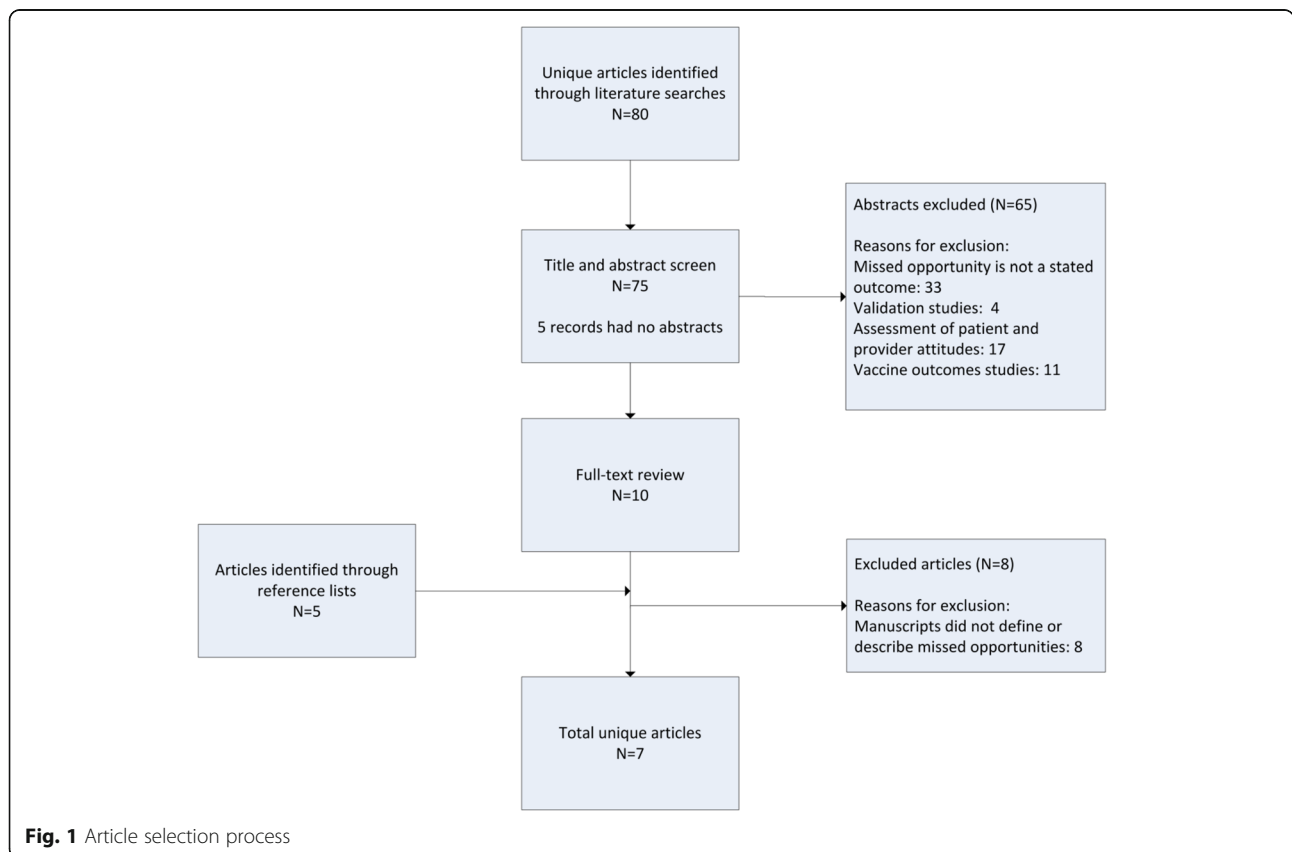 Unique articles identified
through literature searches
N=80
Title and abstract screen
N=75
5 records had no abstracts
Abstracts excluded (N=65)
Reasons for exclusion:
Missed opportunity is not a stated
outcome: 33
Validation studies: 4
Assessment of patient and
provider attitudes: 17
Vaccine outcomes studies: 11
Full-text review
N=10
Articles identified through
reference lists
N=5
Excluded articles (N=8)
Reasons for exclusion:
Manuscripts did not define or
describe missed opportunities: 8
Total unique articles
N=7
Fig. 1 Article selection process